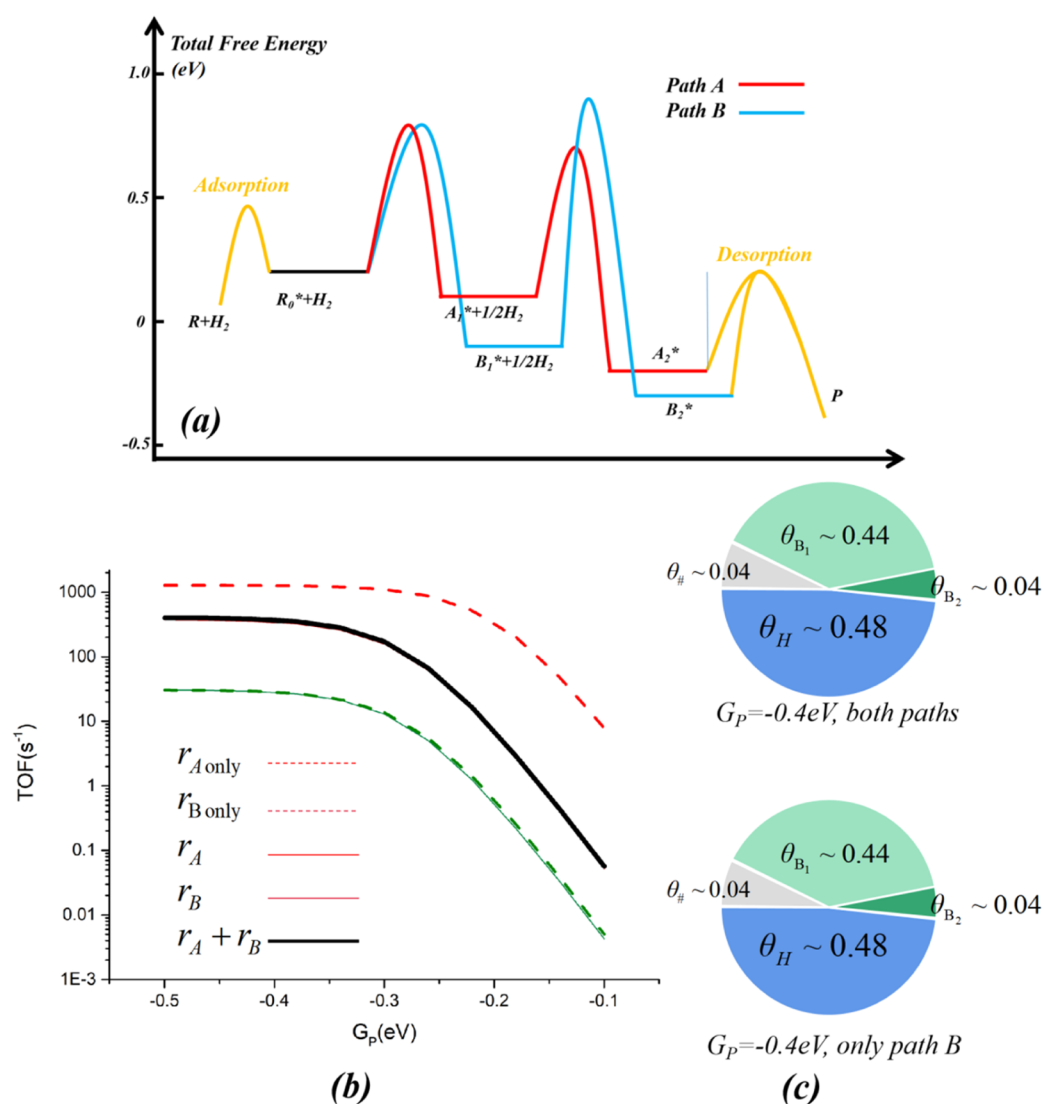 Total Free Energy
(eV)
1.0
Path A
Path B
0.5
Adsorption
Desorption
R₀*+H₂
R+H₂
A₁*+1/2H₂
0
B₁*+1/2H₂
A₂*
B₂*
P
-0.5
(a)
θ_B₁ ~ 0.44
θ_# ~ 0.04
θ_B₂ ~ 0.04
θ_H ~ 0.48
G_P=-0.4eV, both paths
1000
100
10
1
0.1
0.01
1E-3
TOF(s⁻¹)
r_A only
r_B only
r_A
r_B
r_A + r_B
-0.5
-0.4
-0.3
-0.2
-0.1
G_P(eV)
(b)
θ_B₁ ~ 0.44
θ_# ~ 0.04
θ_B₂ ~ 0.04
θ_H ~ 0.48
G_P=-0.4eV, only path B
(c)